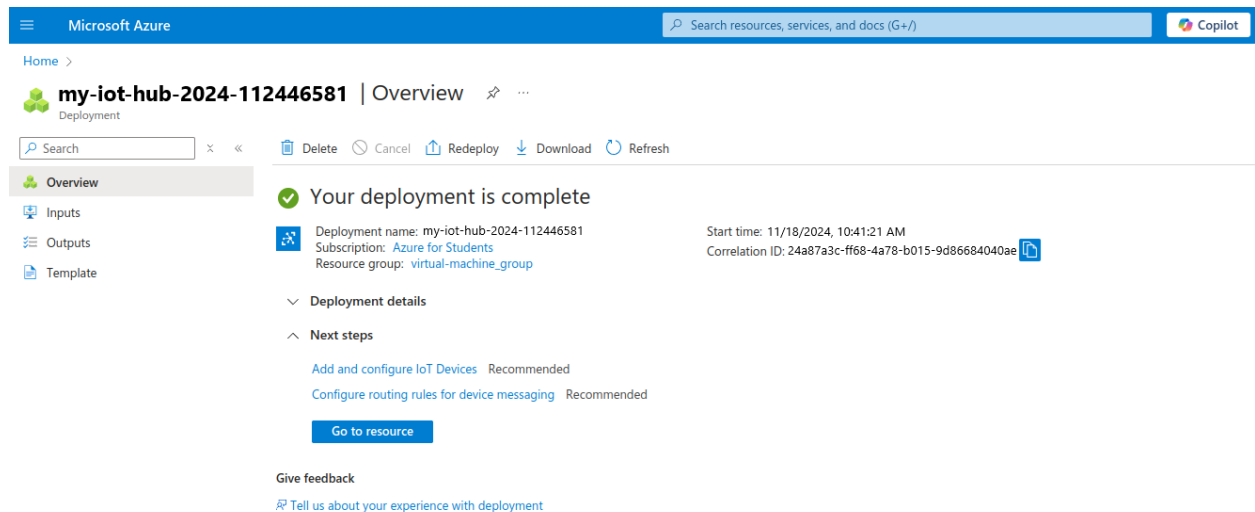 Microsoft Azure
Search resources, services, and docs (G+/)
Copilot
Home >
my-iot-hub-2024-112446581 | Overview ...
Deployment
Search
Delete Cancel Redeploy Download Refresh
Overview
Inputs
Outputs
Template
Your deployment is complete
Deployment name: my-iot-hub-2024-112446581
Subscription: Azure for Students
Resource group: virtual-machine_group
Start time: 11/18/2024, 10:41:21 AM
Correlation ID: 24a87a3c-ff68-4a78-b015-9d86684040ae
Deployment details
Next steps
Add and configure IoT Devices Recommended
Configure routing rules for device messaging Recommended
Go to resource
Give feedback
Tell us about your experience with deployment